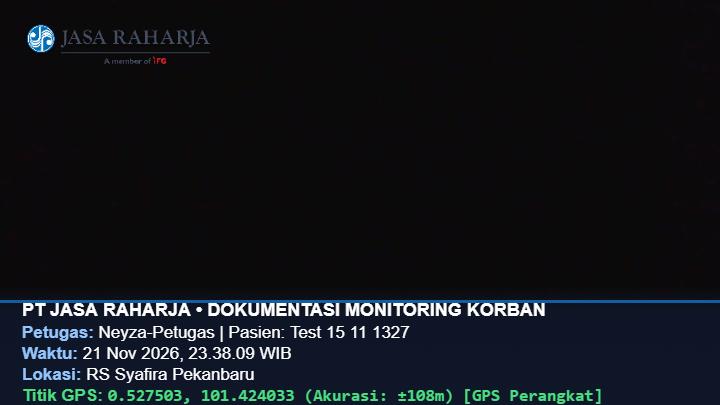 JASA RAHARJA
A member of IFG
PT JASA RAHARJA • DOKUMENTASI MONITORING KORBAN
Petugas: Neyza-Petugas | Pasien: Test 15 11 1327
Waktu: 21 Nov 2026, 23.38.09 WIB
Lokasi: RS Syafira Pekanbaru
Titik GPS: 0.527503, 101.424033 (Akurasi: ±108m) [GPS Perangkat]